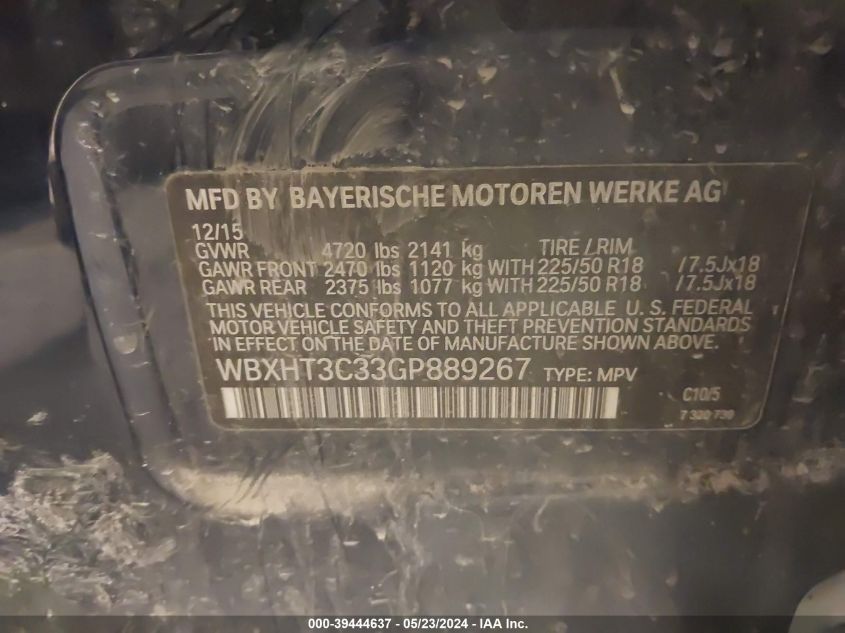 MFD BY BAYERISCHE MOTOREN WERKE AG
12/15
GVWR 4720 lbs 2141 kg TIRE / RIM
GAWR FRONT 2470 lbs 1120 kg WITH 225/50 R18 /7.5Jx18
GAWR REAR 2375 lbs 1077 kg WITH 225/50 R18 /7.5Jx18
THIS VEHICLE CONFORMS TO ALL APPLICABLE U. S. FEDERAL
MOTOR VEHICLE SAFETY AND THEFT PREVENTION STANDARDS
IN EFFECT ON THE DATE OF MANUFACTURE SHOWN ABOVE.
WBXHT3C33GP889267 TYPE: MPV
C10/5
7 320 730
000-39444637 - 05/23/2024 - IAA Inc.